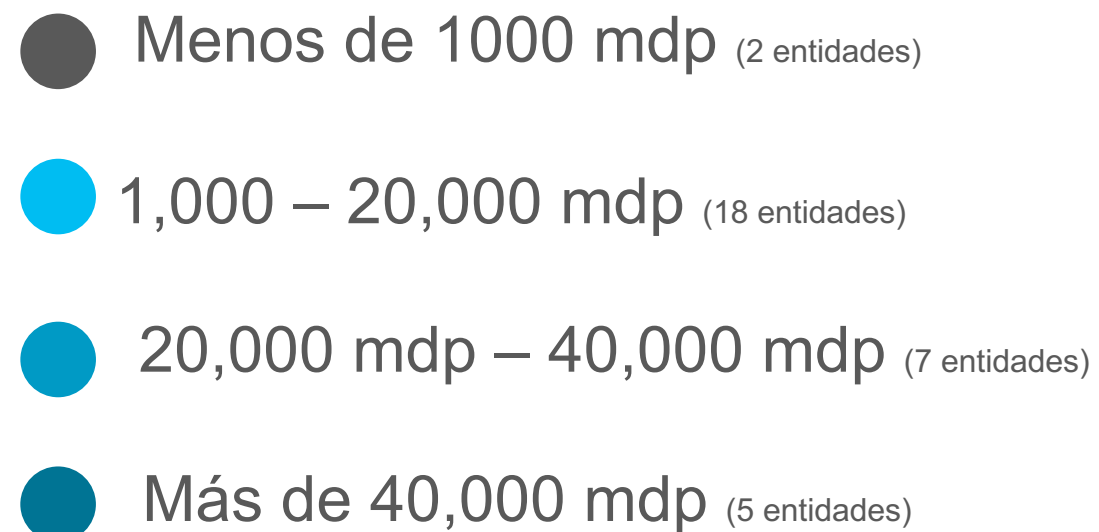 Menos de 1000 mdp (2 entidades)
1,000 – 20,000 mdp (18 entidades)
20,000 mdp – 40,000 mdp (7 entidades)
Más de 40,000 mdp (5 entidades)